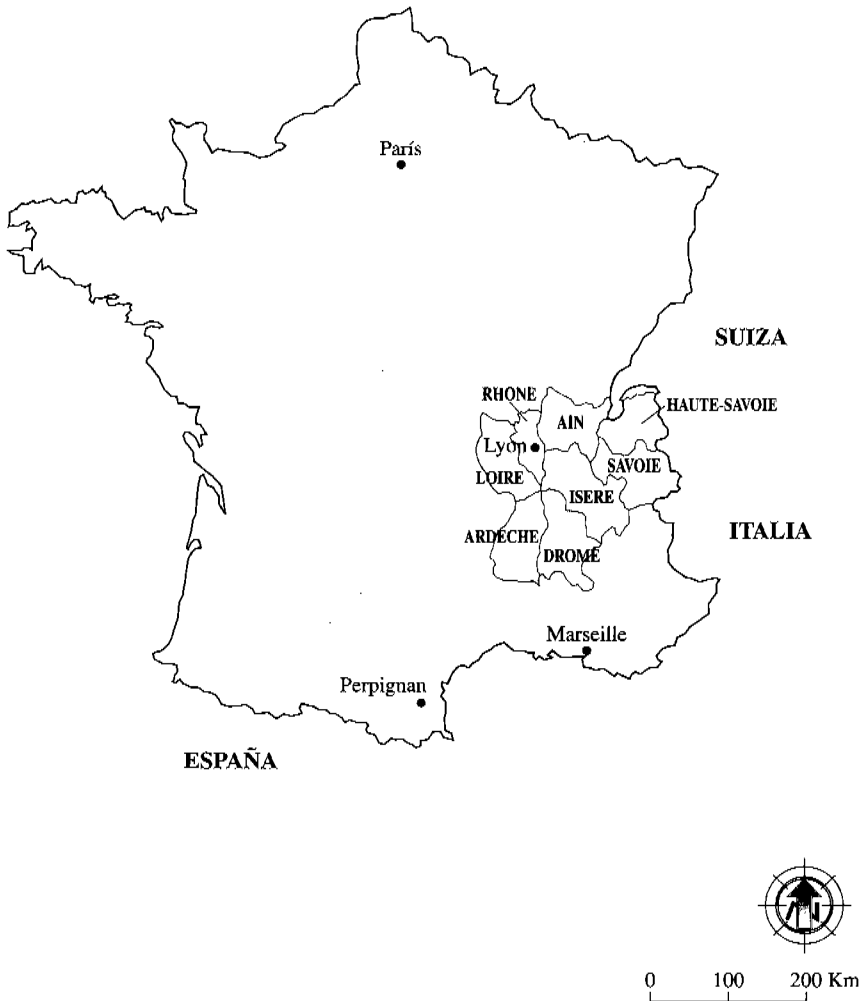 París
SUIZA
RHONE
HAUTE-SAVOIE
AIN
Lyon
SAVOIE
LOIRE
ISERE
ITALIA
ARDECHE
DROME
Marseille
Perpignan
ESPAÑA
N
0 100 200 Km